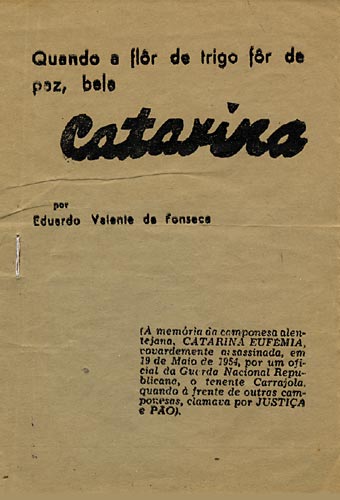 Quando a flôr de trigo fôr de
paz, bela
Catarina
por
Eduardo Valente da Fonseca
(A memória da camponesa alen-
tejana, CATARINA EUFEMIA,
covardemente assassinada, em
19 de Maio de 1954, por um ofi-
cial da Guarda Nacional Repu-
blicana, o tenente Carrajola,
quando à frente de outras cam-
ponesas, clamava por JUSTIÇA
e PÃO).